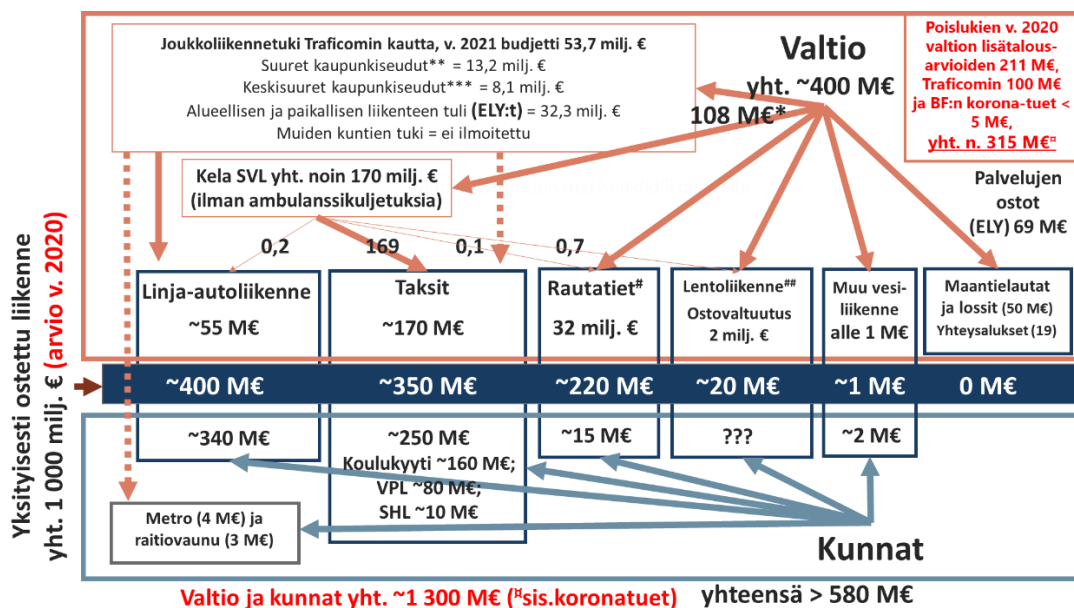 Joukkoliikennetuki Traficomin kautta, v. 2021 budjetti 53,7 milj. €
Suuret kaupunkiseudut** = 13,2 milj. €
Keskisuuret kaupunkiseudut*** = 8,1 milj. €
Alueellisen ja paikallisen liikenteen tuli (ELY:t) = 32,3 milj. €
Muiden kuntien tuki = ei ilmoitettu
Valtio
yht. ~400 M€
108 M€*
Poislukien v. 2020
valtion lisätalous-
arvioiden 211 M€,
Traficomin 100 M€
ja BF:n korona-tuet <
5 M€,
yht. n. 315 M€¤
Kela SVL yht. noin 170 milj. €
(ilman ambulanssikuljetuksia)
Palvelujen
ostot
(ELY) 69 M€
0,2
169
0,1
0,7
Linja-autoliikenne
~55 M€
Taksit
~170 M€
Rautatiet#
32 milj. €
Lentoliikenne##
Ostovaltuutus
2 milj. €
Muu vesi-
liikenne
alle 1 M€
Maantielautat
ja lossit (50 M€)
Yhteysalukset (19)
Yksityisesti ostettu liikenne
yht. 1 000 milj. € (arvio v. 2020)
~400 M€
~350 M€
~220 M€
~20 M€
~1 M€
0 M€
~340 M€
~250 M€
Koulukyyti ~160 M€;
VPL ~80 M€;
SHL ~10 M€
~15 M€
???
~2 M€
Metro (4 M€) ja
raitiovaunu (3 M€)
Kunnat
yhteensä > 580 M€
Valtio ja kunnat yht. ~1 300 M€ (¤sis.koronatuet)